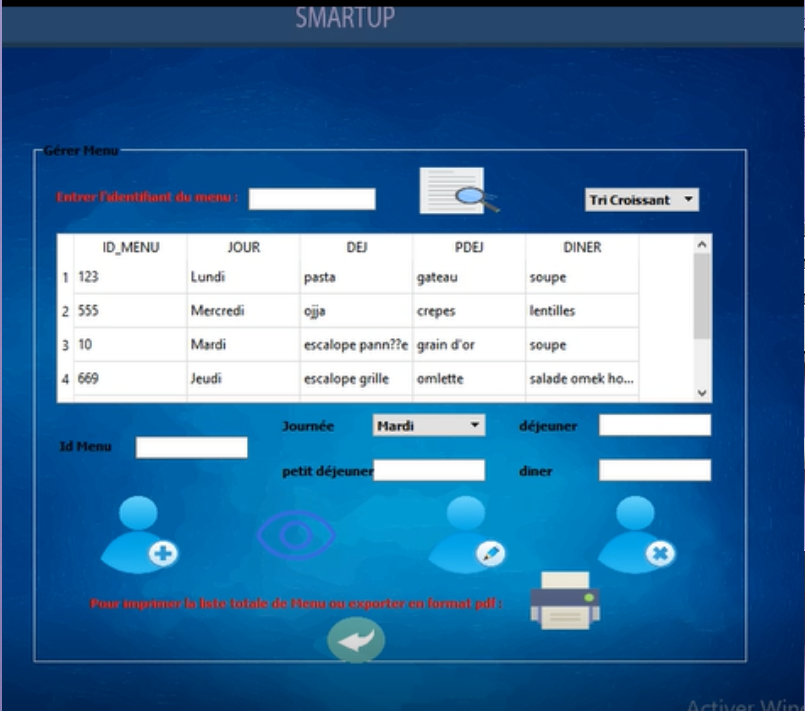 SMARTUP
Gérer Menu
Entrer l'identifiant du menu :
Tri Croissant
ID_MENU JOUR DEJ PDEJ DINER
1 123 Lundi pasta gateau soupe
2 555 Mercredi ojja crepes lentilles
3 10 Mardi escalope pann??e grain d'or soupe
4 669 Jeudi escalope grille omlette salade omek ho...
Journée Mardi déjeuner
Id Menu
petit déjeuner diner
Pour imprimer la liste totale de Menu ou exporter en format pdf :
Activer Wind